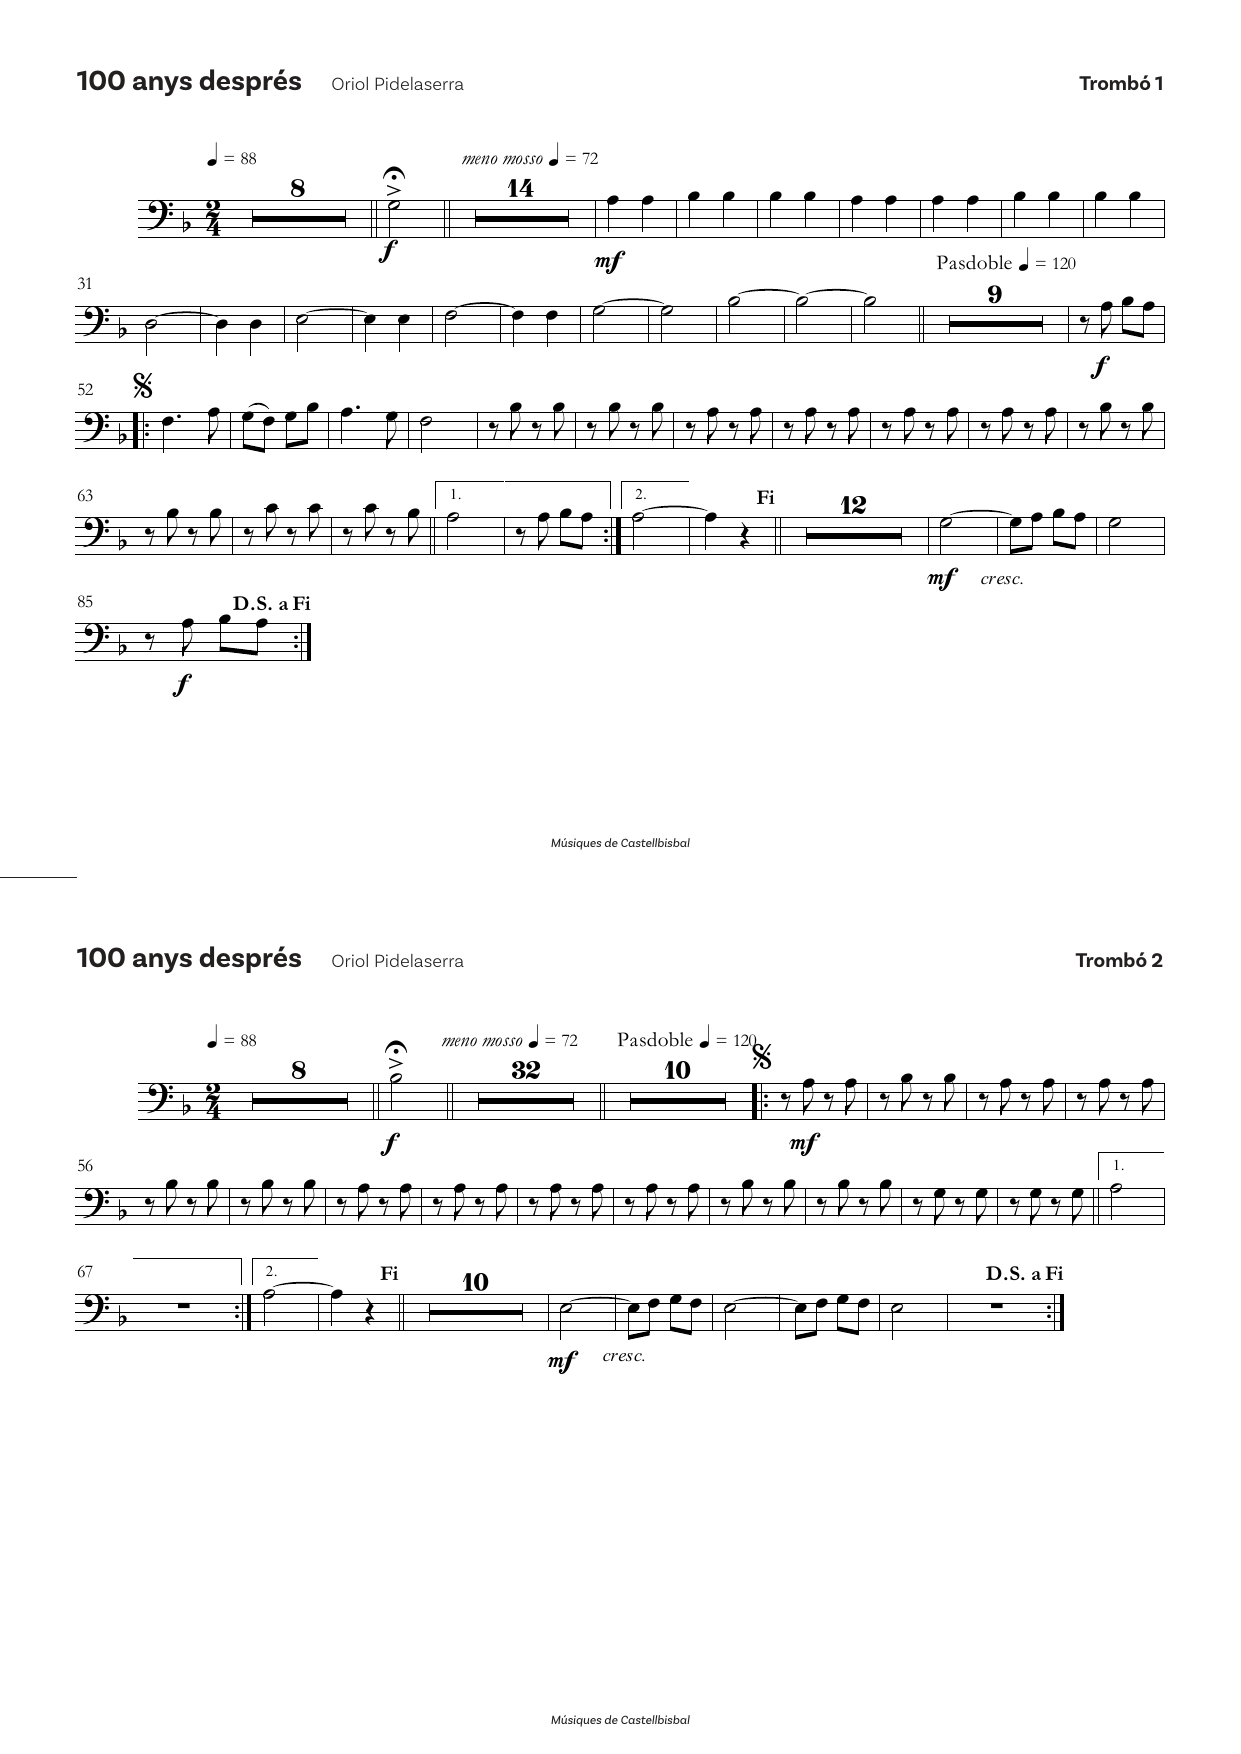 100 anys després Oriol Pidelaserra Trombó 1
= 88 meno mosso = 72
8 14
2
4
f mf
Pasdoble = 120
31
9
f
52
63 1. 2. Fi
12
mf cresc.
85 D.S. a Fi
f
Músiques de Castellbisbal
100 anys després Oriol Pidelaserra Trombó 2
= 88 meno mosso = 72 Pasdoble = 120
8 32 10
2
4
f mf
56 1.
67 2. Fi D.S. a Fi
10
mf cresc.
Músiques de Castellbisbal